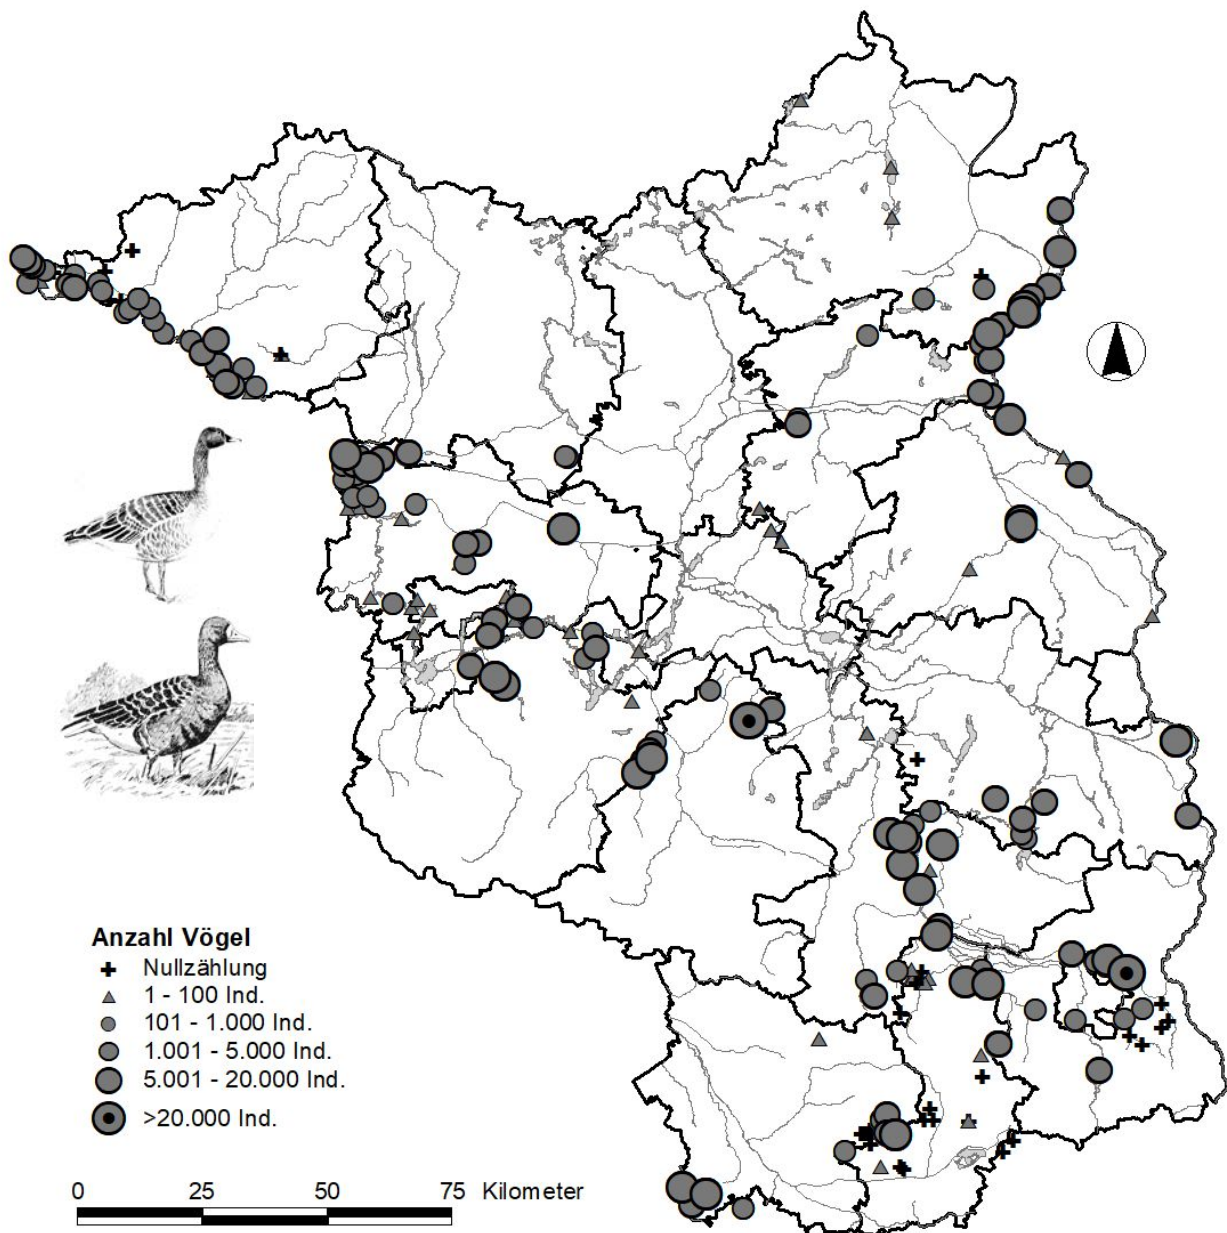 Anzahl Vögel
Nullzählung
1 - 100 Ind.
101 - 1.000 Ind.
1.001 - 5.000 Ind.
5.001 - 20.000 Ind.
>20.000 Ind.
0 25 50 75 Kilometer